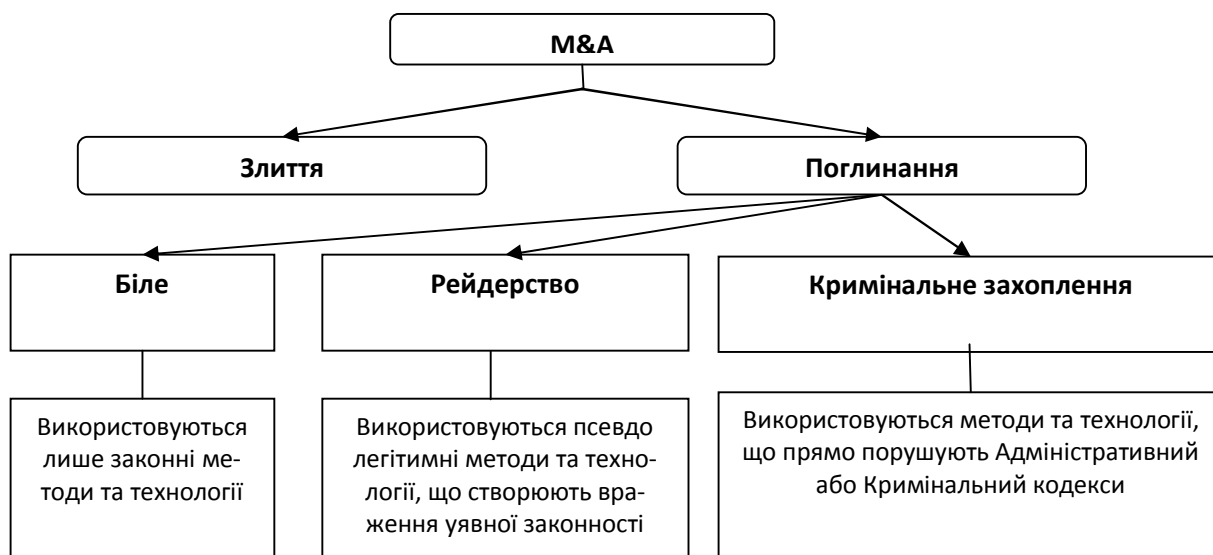 M&A
Злиття
Поглинання
Біле
Рейдерство
Кримінальне захоплення
Використовуються
лише законні ме-
тоди та технології
Використовуються псевдо
легітимні методи та техно-
логії, що створюють вра-
ження уявної законності
Використовуються методи та технології,
що прямо порушують Адміністративний
або Кримінальний кодекси